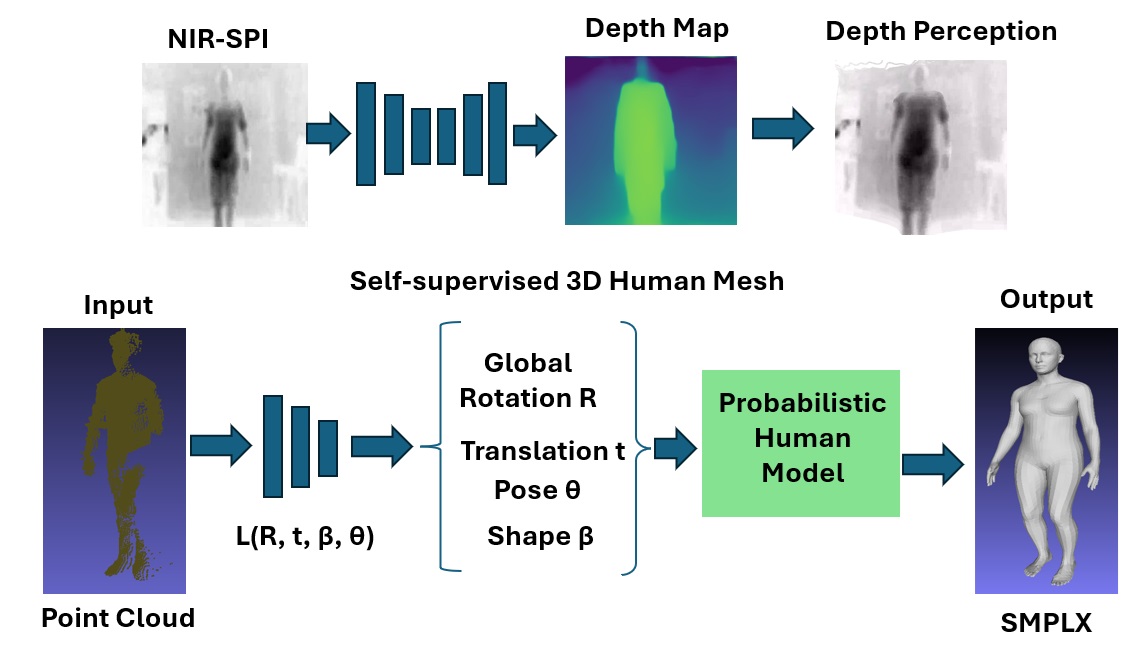 NIR-SPI
Depth Map
Depth Perception
Self-supervised 3D Human Mesh
Input
Output
Global
Rotation R
Translation t
Pose θ
Shape β
Probabilistic
Human
Model
L(R, t, β, θ)
Point Cloud
SMPLX